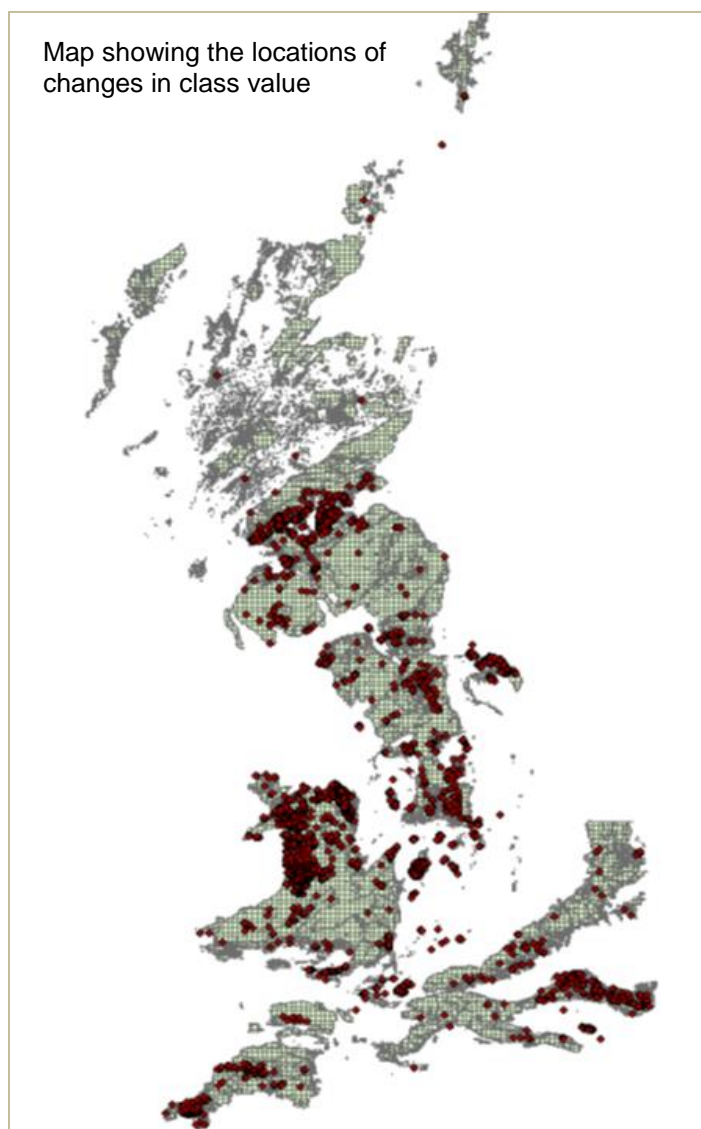 Map showing the locations of
changes in class value